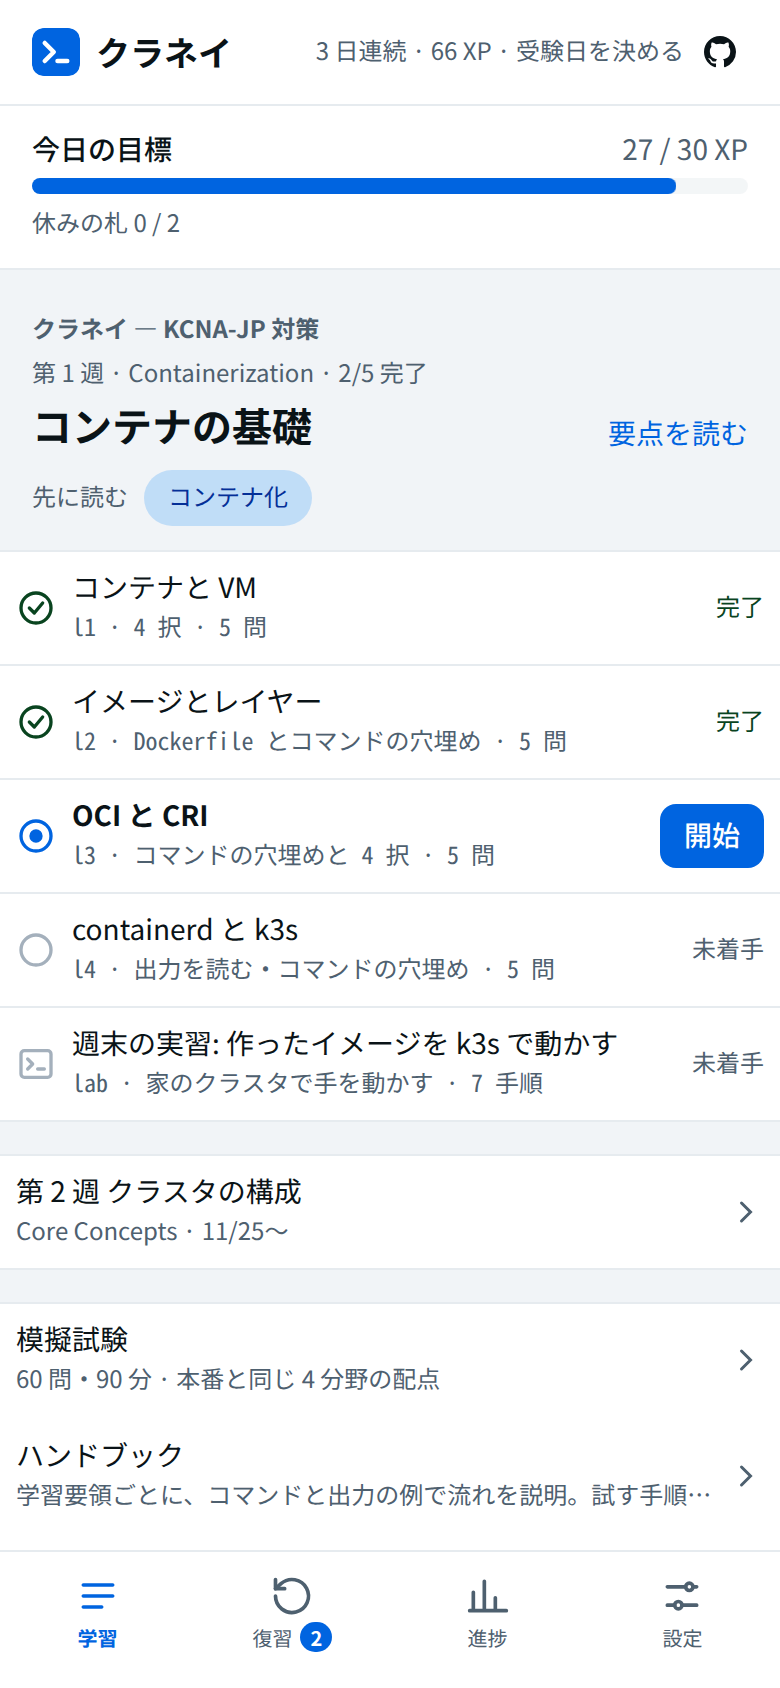 クラネイ
3 日連続 · 66 XP · 受験日を決める
今日の目標
27 / 30 XP
休みの札 0 / 2
クラネイ — KCNA-JP 対策
第 1 週 · Containerization · 2/5 完了
コンテナの基礎
要点を読む
先に読む
コンテナ化
コンテナと VM
l1 · 4 択 · 5 問
完了
イメージとレイヤー
l2 · Dockerfile とコマンドの穴埋め · 5 問
完了
OCI と CRI
l3 · コマンドの穴埋めと 4 択 · 5 問
開始
containerd と k3s
l4 · 出力を読む・コマンドの穴埋め · 5 問
未着手
週末の実習: 作ったイメージを k3s で動かす
lab · 家のクラスタで手を動かす · 7 手順
未着手
第 2 週 クラスタの構成
Core Concepts · 11/25〜
模擬試験
60 問・90 分 · 本番と同じ 4 分野の配点
ハンドブック
学習要領ごとに、コマンドと出力の例で流れを説明。試す手順…
学習
復習 2
進捗
設定